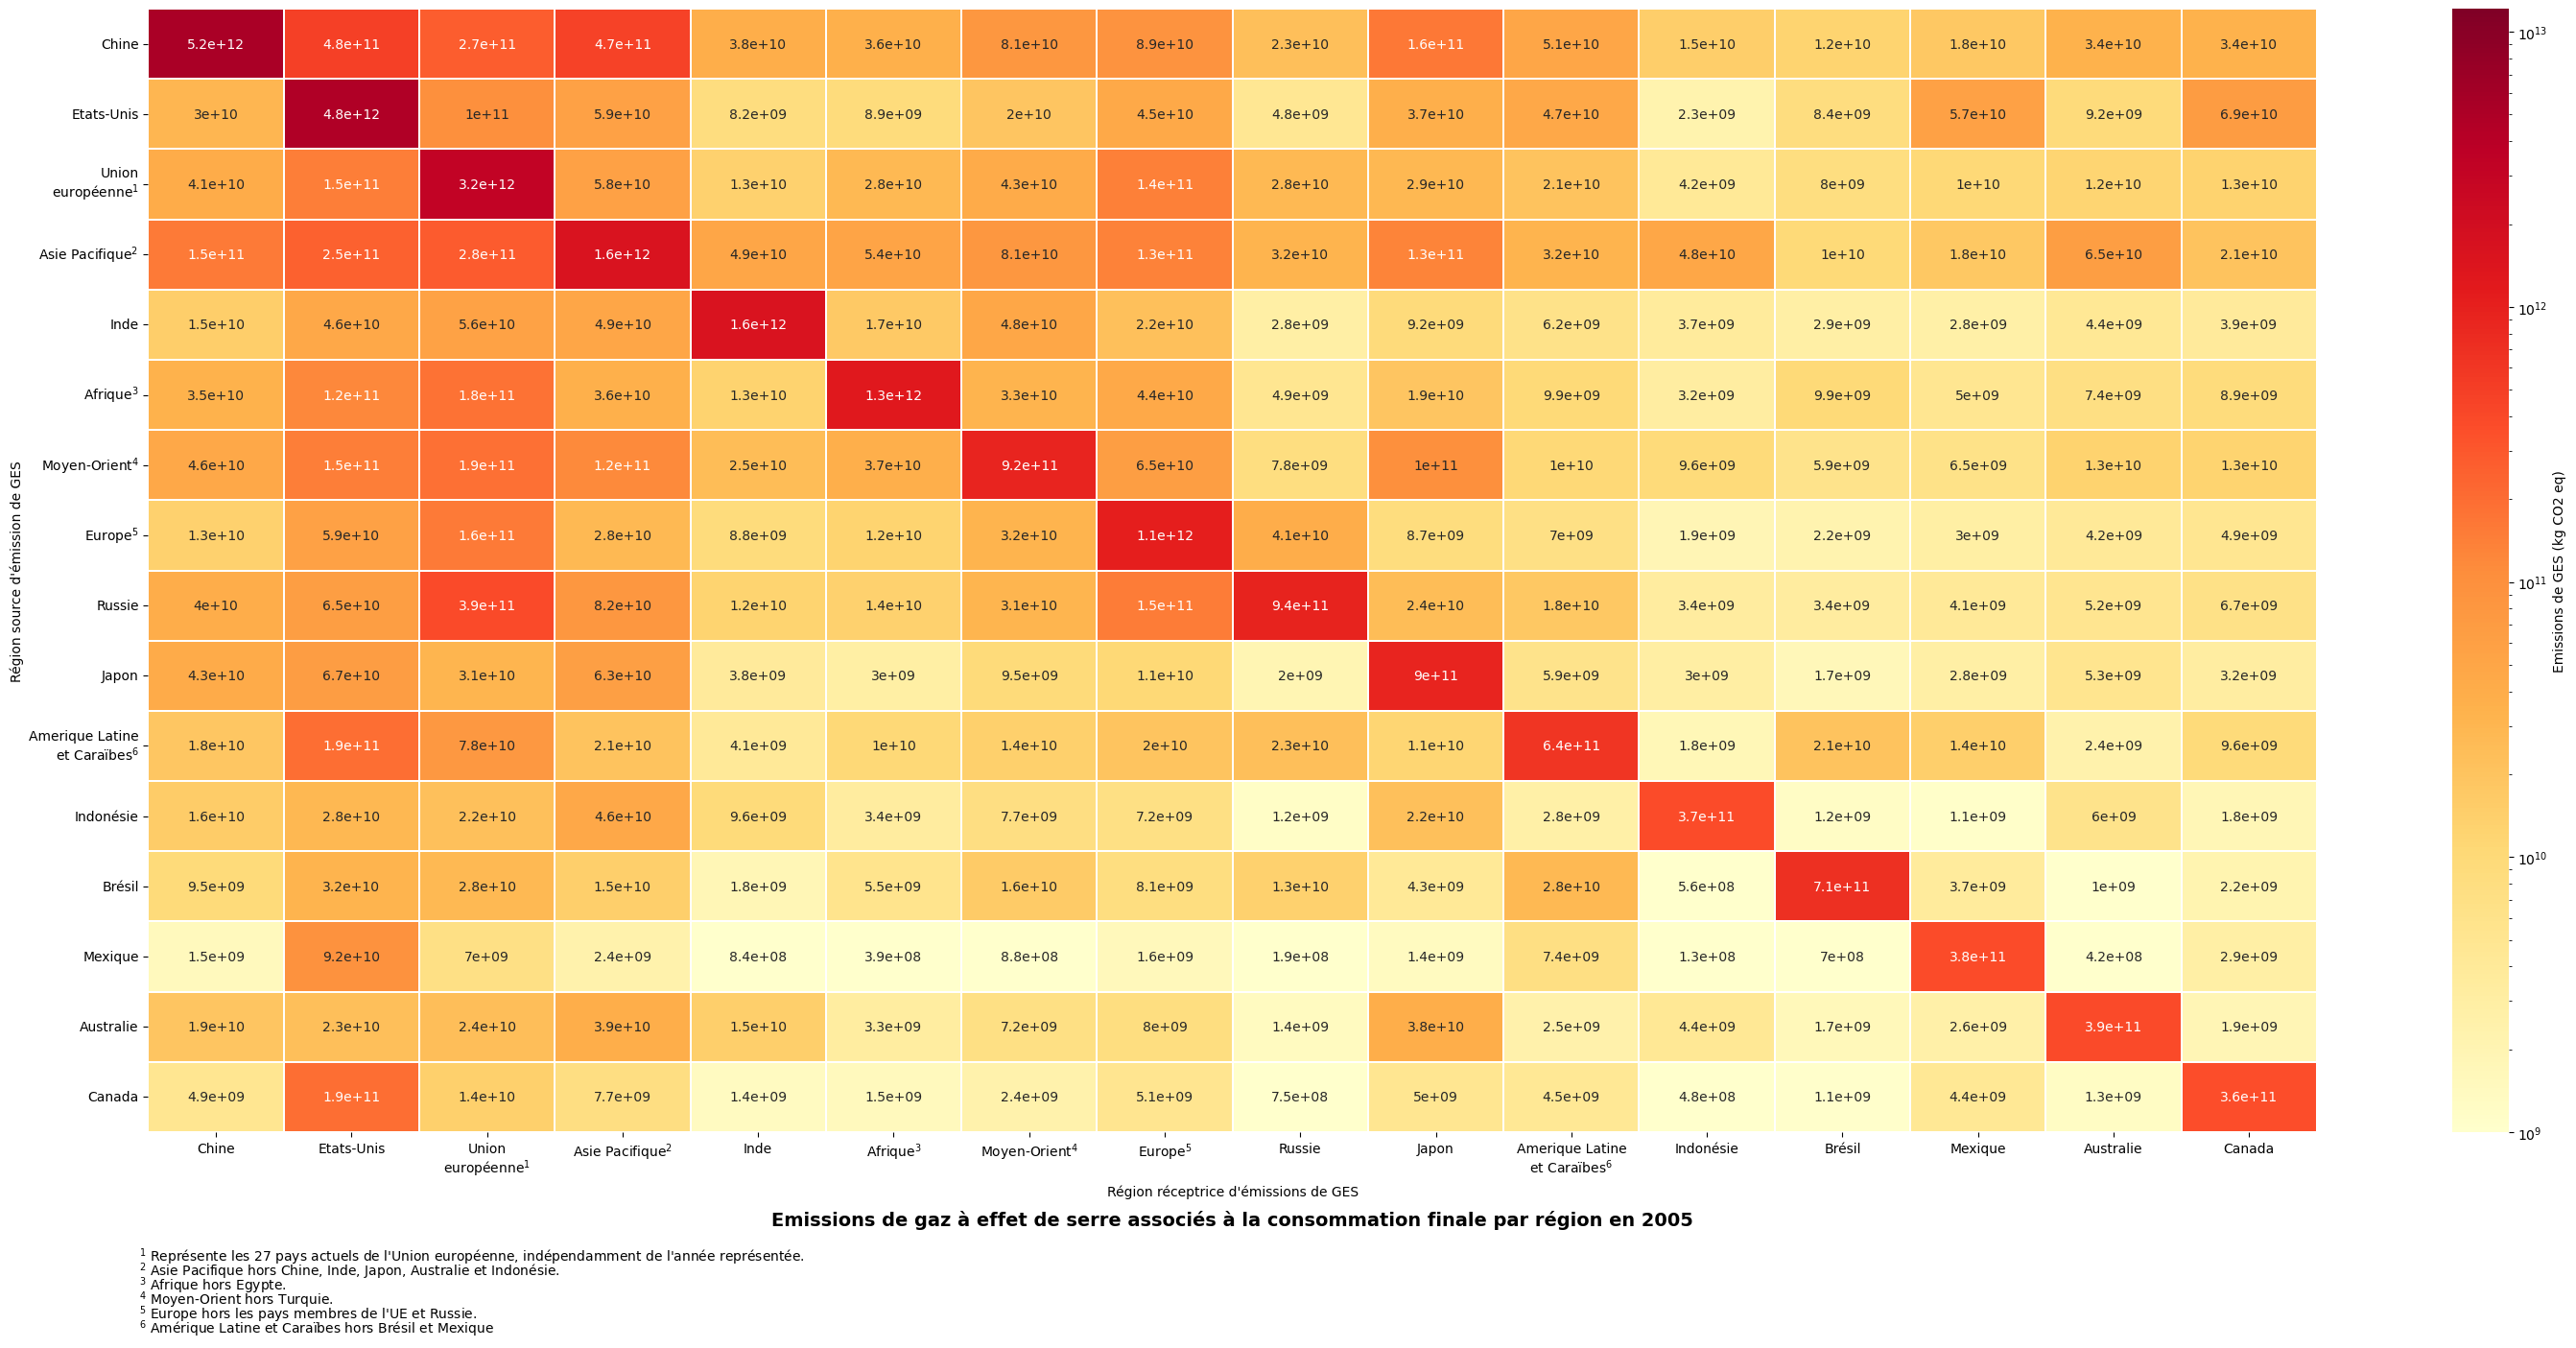 Chine 5.2e+12 4.8e+11 2.7e+11 4.7e+11 3.8e+10 3.6e+10 8.1e+10 8.9e+10 2.3e+10 1.6e+11 5.1e+10 1.5e+10 1.2e+10 1.8e+10 3.4e+10 3.4e+10
Etats-Unis 3e+10 4.8e+12 1e+11 5.9e+10 8.2e+09 8.9e+09 2e+10 4.5e+10 4.8e+09 3.7e+10 4.7e+10 2.3e+09 8.4e+09 5.7e+10 9.2e+09 6.9e+10
Union
européenne¹ 4.1e+10 1.5e+11 3.2e+12 5.8e+10 1.3e+10 2.8e+10 4.3e+10 1.4e+11 2.8e+10 2.9e+10 2.1e+10 4.2e+09 8e+09 1e+10 1.2e+10 1.3e+10
Asie Pacifique² 1.5e+11 2.5e+11 2.8e+11 1.6e+12 4.9e+10 5.4e+10 8.1e+10 1.3e+11 3.2e+10 1.3e+11 3.2e+10 4.8e+10 1e+10 1.8e+10 6.5e+10 2.1e+10
Inde 1.5e+10 4.6e+10 5.6e+10 4.9e+10 1.6e+12 1.7e+10 4.8e+10 2.2e+10 2.8e+09 9.2e+09 6.2e+09 3.7e+09 2.9e+09 2.8e+09 4.4e+09 3.9e+09
Afrique³ 3.5e+10 1.2e+11 1.8e+11 3.6e+10 1.3e+10 1.3e+12 3.3e+10 4.4e+10 4.9e+09 1.9e+10 9.9e+09 3.2e+09 9.9e+09 5e+09 7.4e+09 8.9e+09
Moyen-Orient⁴ 4.6e+10 1.5e+11 1.9e+11 1.2e+11 2.5e+10 3.7e+10 9.2e+11 6.5e+10 7.8e+09 1e+11 1e+10 9.6e+09 5.9e+09 6.5e+09 1.3e+10 1.3e+10
Europe⁵ 1.3e+10 5.9e+10 1.6e+11 2.8e+10 8.8e+09 1.2e+10 3.2e+10 1.1e+12 4.1e+10 8.7e+09 7e+09 1.9e+09 2.2e+09 3e+09 4.2e+09 4.9e+09
Russie 4e+10 6.5e+10 3.9e+11 8.2e+10 1.2e+10 1.4e+10 3.1e+10 1.5e+11 9.4e+11 2.4e+10 1.8e+10 3.4e+09 3.4e+09 4.1e+09 5.2e+09 6.7e+09
Japon 4.3e+10 6.7e+10 3.1e+10 6.3e+10 3.8e+09 3e+09 9.5e+09 1.1e+10 2e+09 9e+11 5.9e+09 3e+09 1.7e+09 2.8e+09 5.3e+09 3.2e+09
Amerique Latine
et Caraïbes⁶ 1.8e+10 1.9e+11 7.8e+10 2.1e+10 4.1e+09 1e+10 1.4e+10 2e+10 2.3e+10 1.1e+10 6.4e+11 1.8e+09 2.1e+10 1.4e+10 2.4e+09 9.6e+09
Indonésie 1.6e+10 2.8e+10 2.2e+10 4.6e+10 9.6e+09 3.4e+09 7.7e+09 7.2e+09 1.2e+09 2.2e+10 2.8e+09 3.7e+11 1.2e+09 1.1e+09 6e+09 1.8e+09
Brésil 9.5e+09 3.2e+10 2.8e+10 1.5e+10 1.8e+09 5.5e+09 1.6e+10 8.1e+09 1.3e+10 4.3e+09 2.8e+10 5.6e+08 7.1e+11 3.7e+09 1e+09 2.2e+09
Mexique 1.5e+09 9.2e+10 7e+09 2.4e+09 8.4e+08 3.9e+08 8.8e+08 1.6e+09 1.9e+08 1.4e+09 7.4e+09 1.3e+08 7e+08 3.8e+11 4.2e+08 2.9e+09
Australie 1.9e+10 2.3e+10 2.4e+10 3.9e+10 1.5e+10 3.3e+09 7.2e+09 8e+09 1.4e+09 3.8e+10 2.5e+09 4.4e+09 1.7e+09 2.6e+09 3.9e+11 1.9e+09
Canada 4.9e+09 1.9e+11 1.4e+10 7.7e+09 1.4e+09 1.5e+09 2.4e+09 5.1e+09 7.5e+08 5e+09 4.5e+09 4.8e+08 1.1e+09 4.4e+09 1.3e+09 3.6e+11
Région source d'émission de GES
Chine Etats-Unis Union européenne¹ Asie Pacifique² Inde Afrique³ Moyen-Orient⁴ Europe⁵ Russie Japon Amerique Latine et Caraïbes⁶ Indonésie Brésil Mexique Australie Canada
Région réceptrice d'émissions de GES
10¹³
10¹²
10¹¹
10¹⁰
10⁹
Emissions de GES (kg CO2 eq)
Emissions de gaz à effet de serre associés à la consommation finale par région en 2005
¹ Représente les 27 pays actuels de l'Union européenne, indépendamment de l'année représentée.
² Asie Pacifique hors Chine, Inde, Japon, Australie et Indonésie.
³ Afrique hors Egypte.
⁴ Moyen-Orient hors Turquie.
⁵ Europe hors les pays membres de l'UE et Russie.
⁶ Amérique Latine et Caraïbes hors Brésil et Mexique